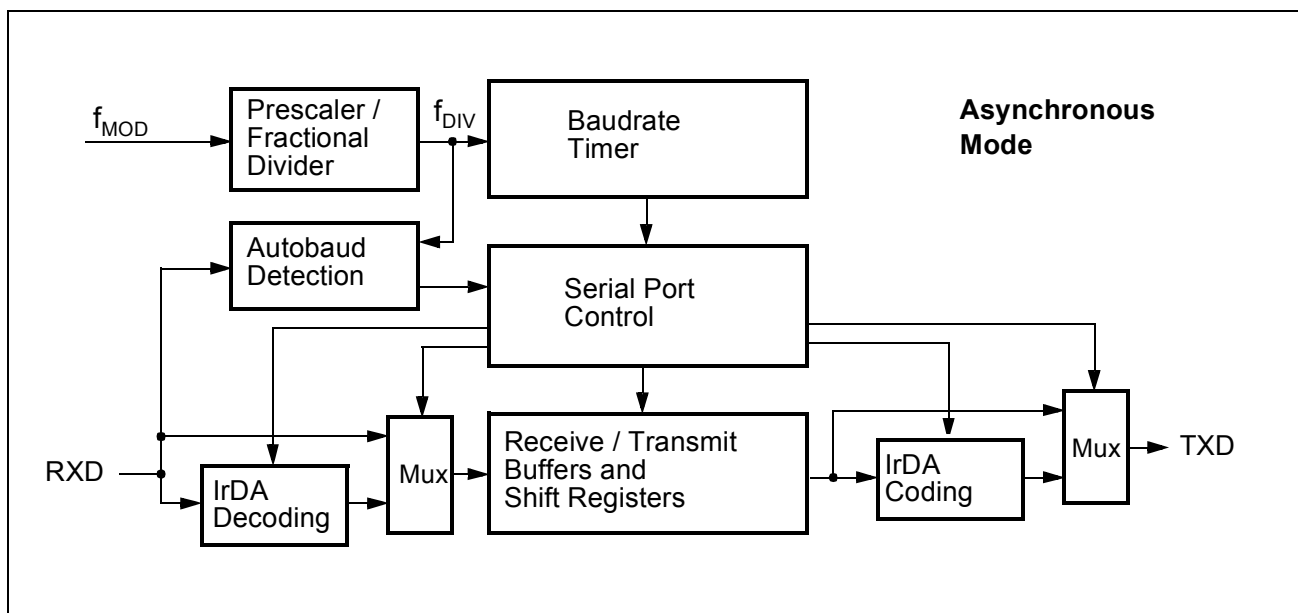 f_MOD
Prescaler /
Fractional
Divider
f_DIV
Baudrate
Timer
Asynchronous
Mode
Autobaud
Detection
Serial Port
Control
RXD
IrDA
Decoding
Mux
Receive / Transmit
Buffers and
Shift Registers
IrDA
Coding
Mux
TXD